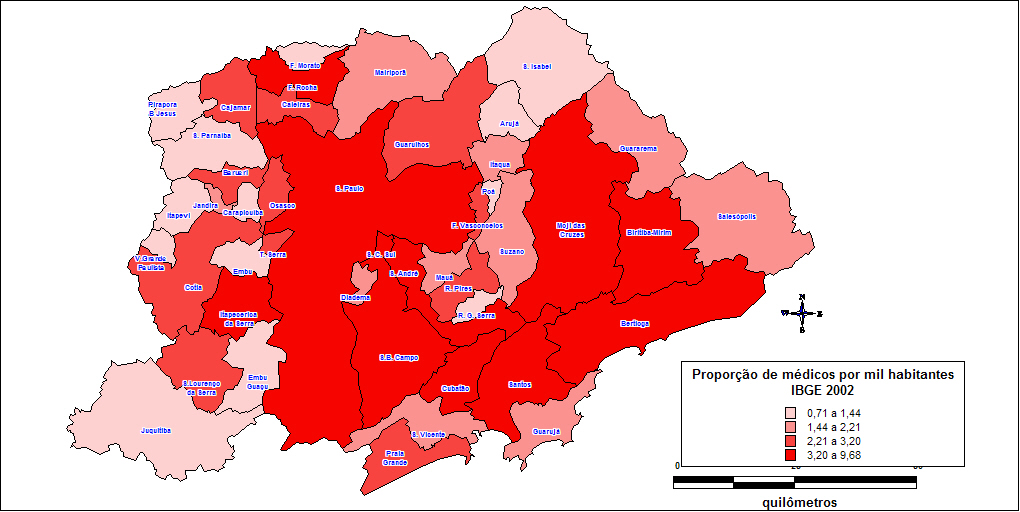 F. Morato
Mairiporã
S. Isabel
F. Rocha
Pirapora
B Jesus
Cajamar
Caieiras
Arujá
S. Parnaíba
Guarulhos
Guararema
Itaqua
Barueri
S. Paulo
Poá
Jandira
Osasco
Carapicuíba
Itapevi
Salesópolis
F. Vasconcelos
Moji das
Cruzes
Biritiba-Mirim
Suzano
T. Serra
S. C. Sul
V. Grande
Paulista
Embu
S. André
Mauá
Cotia
R. Pires
Diadema
R. G. Serra
Itapecerica
da Serra
Bertioga
S.B. Campo
Embu
Guaçu
S.Lourenço
da Serra
Cubatão
Santos
Juquitiba
S. Vicente
Guarujá
Praia
Grande
N
W
E
S
Proporção de médicos por mil habitantes
IBGE 2002
0,71 a 1,44
1,44 a 2,21
2,21 a 3,20
3,20 a 9,68
0
quilômetros